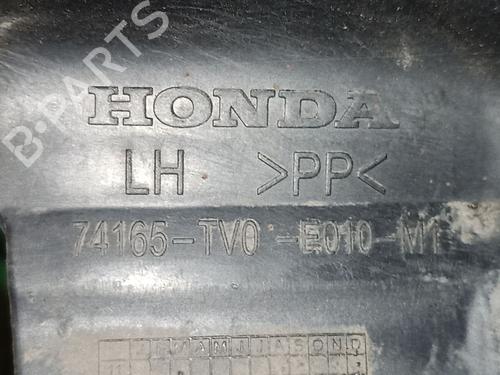 B-PARTS
HONDA
LH >PP<
74165-TV0-E010-M1
J F M A M J J A S O N D